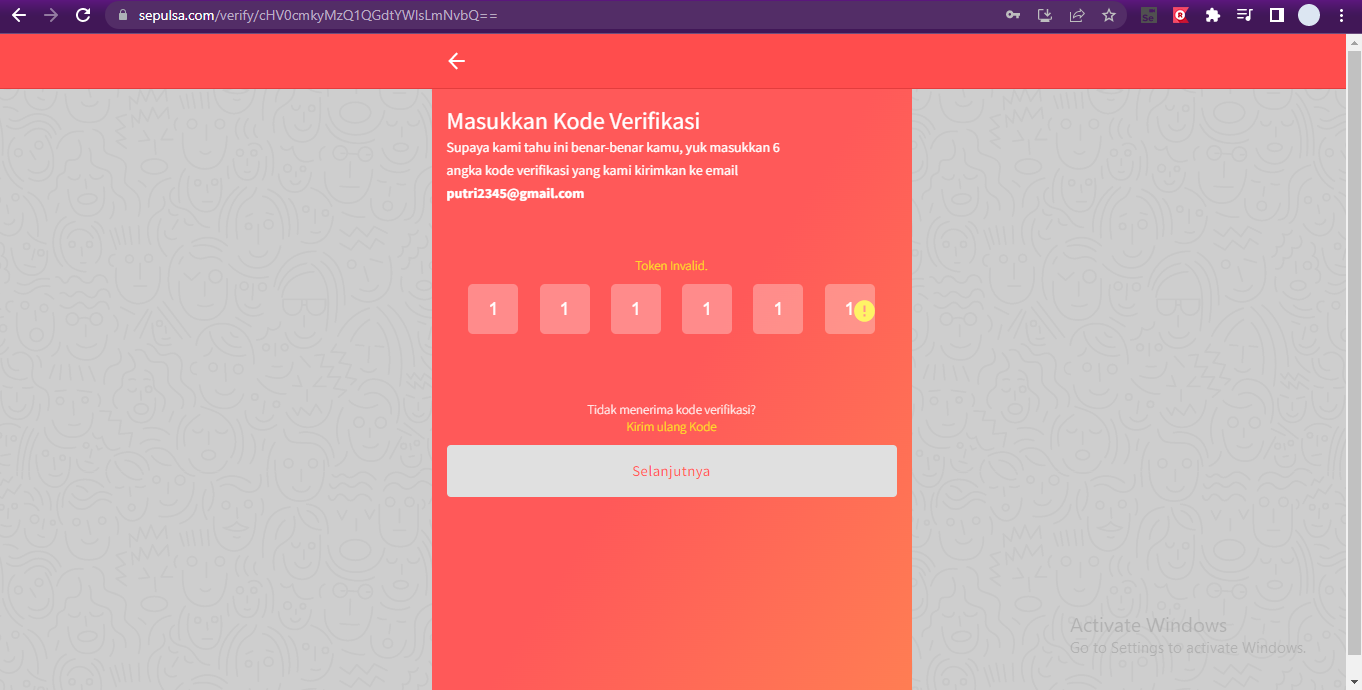 sepulsa.com/verify/cHV0cmkyMzQ1QGdtYWlsLmNvbQ==
Masukkan Kode Verifikasi
Supaya kami tahu ini benar-benar kamu, yuk masukkan 6
angka kode verifikasi yang kami kirimkan ke email
putri2345@gmail.com
Token Invalid.
1 1 1 1 1 1 !
Tidak menerima kode verifikasi?
Kirim ulang Kode
Selanjutnya
Activate Windows
Go to Settings to activate Windows.